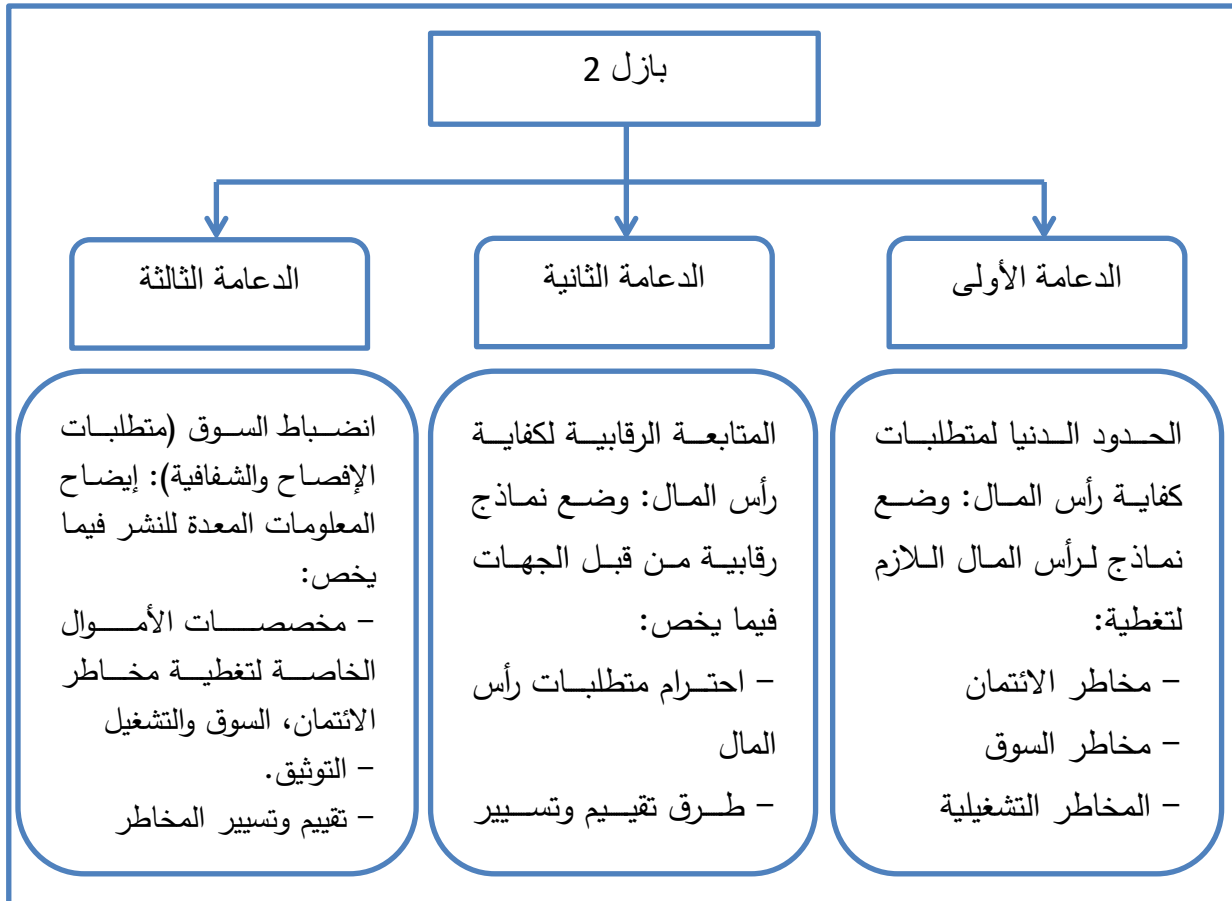 بازل 2
الدعامة الأولى
الحدود الدنيا لمتطلبات
كفاية رأس المال: وضع
نماذج لرأس المال اللازم
لتغطية:
- مخاطر الائتمان
- مخاطر السوق
- المخاطر التشغيلية
الدعامة الثانية
المتابعة الرقابية لكفاية
رأس المال: وضع نماذج
رقابية من قبل الجهات
فيما يخص:
- احترام متطلبات رأس
المال
- طرق تقييم وتسيير
الدعامة الثالثة
انضباط السوق (متطلبات
الإفصاح والشفافية): إيضاح
المعلومات المعدة للنشر فيما
يخص:
- مخصصات الأموال
الخاصة لتغطية مخاطر
الائتمان، السوق والتشغيل
- التوثيق.
- تقييم وتسيير المخاطر